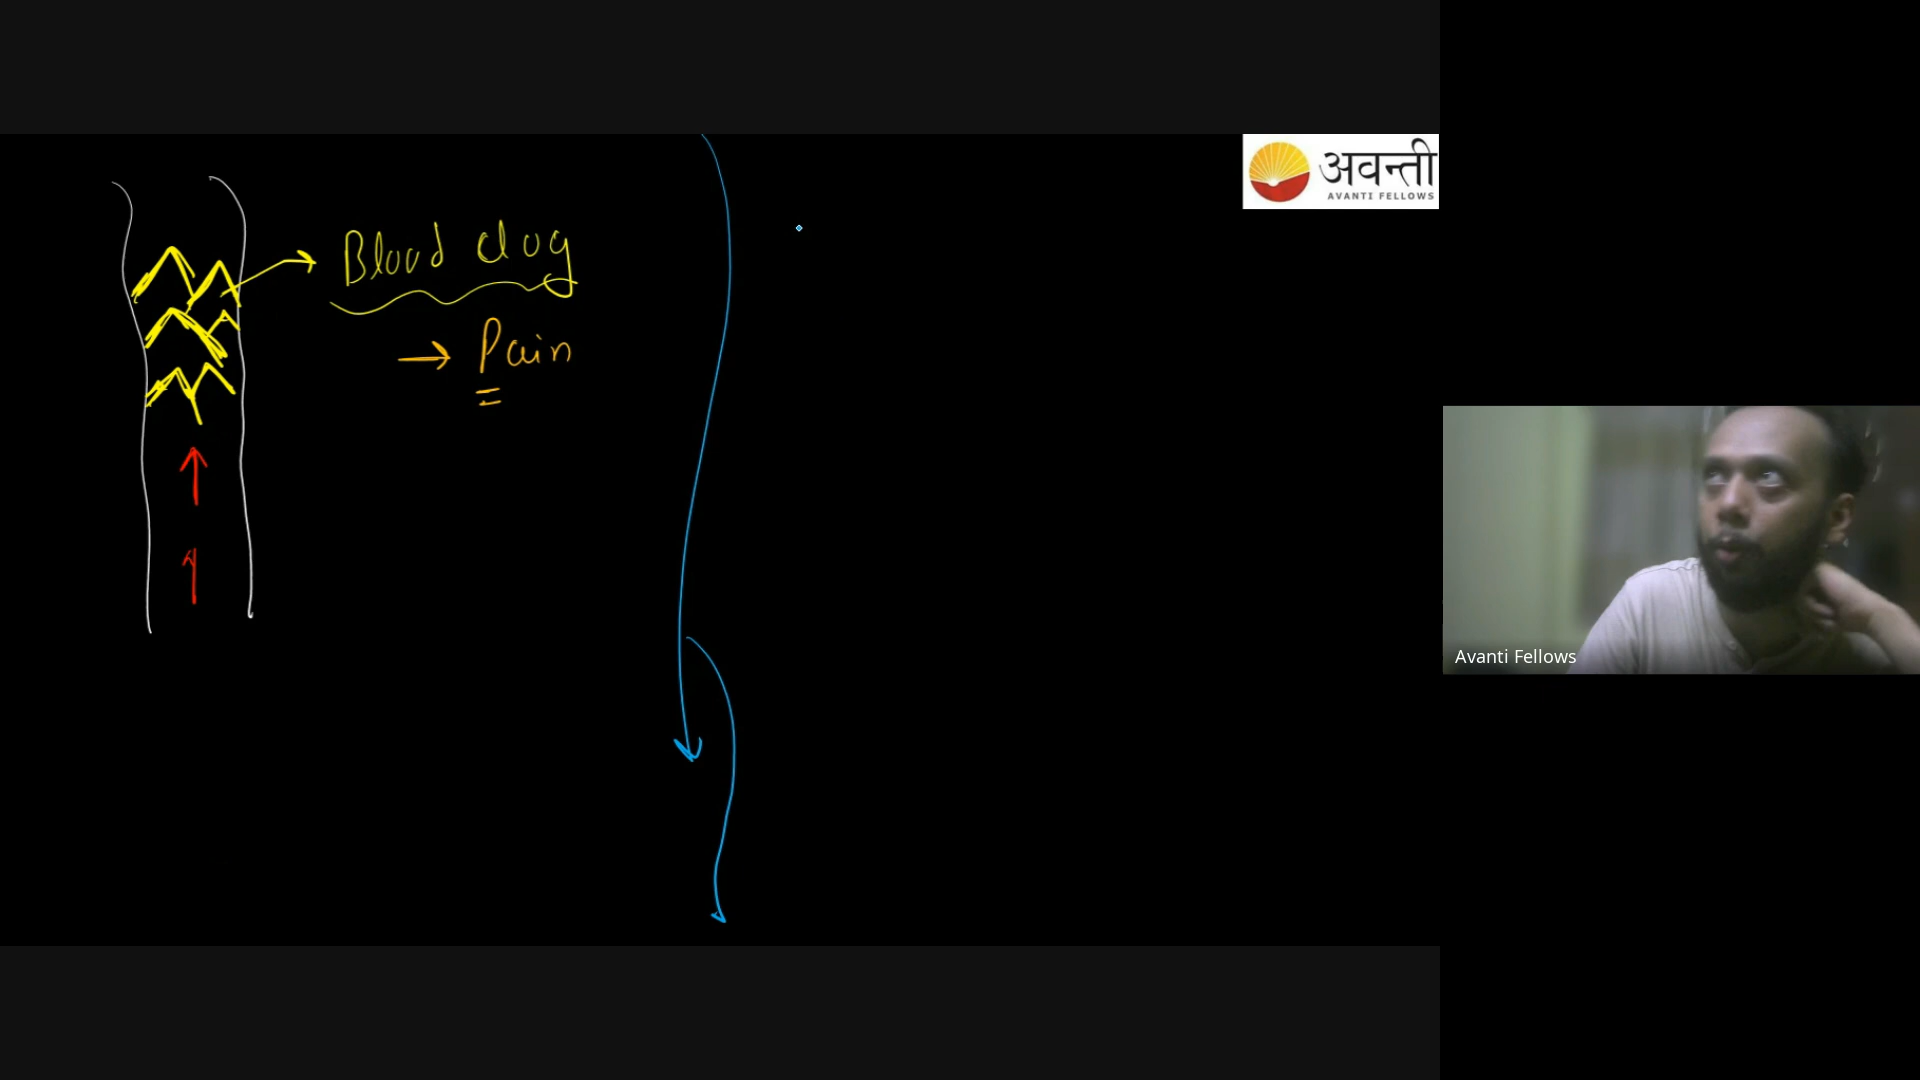 Blood clog
→ Pain
अवन्ती
AVANTI FELLOWS
Avanti Fellows